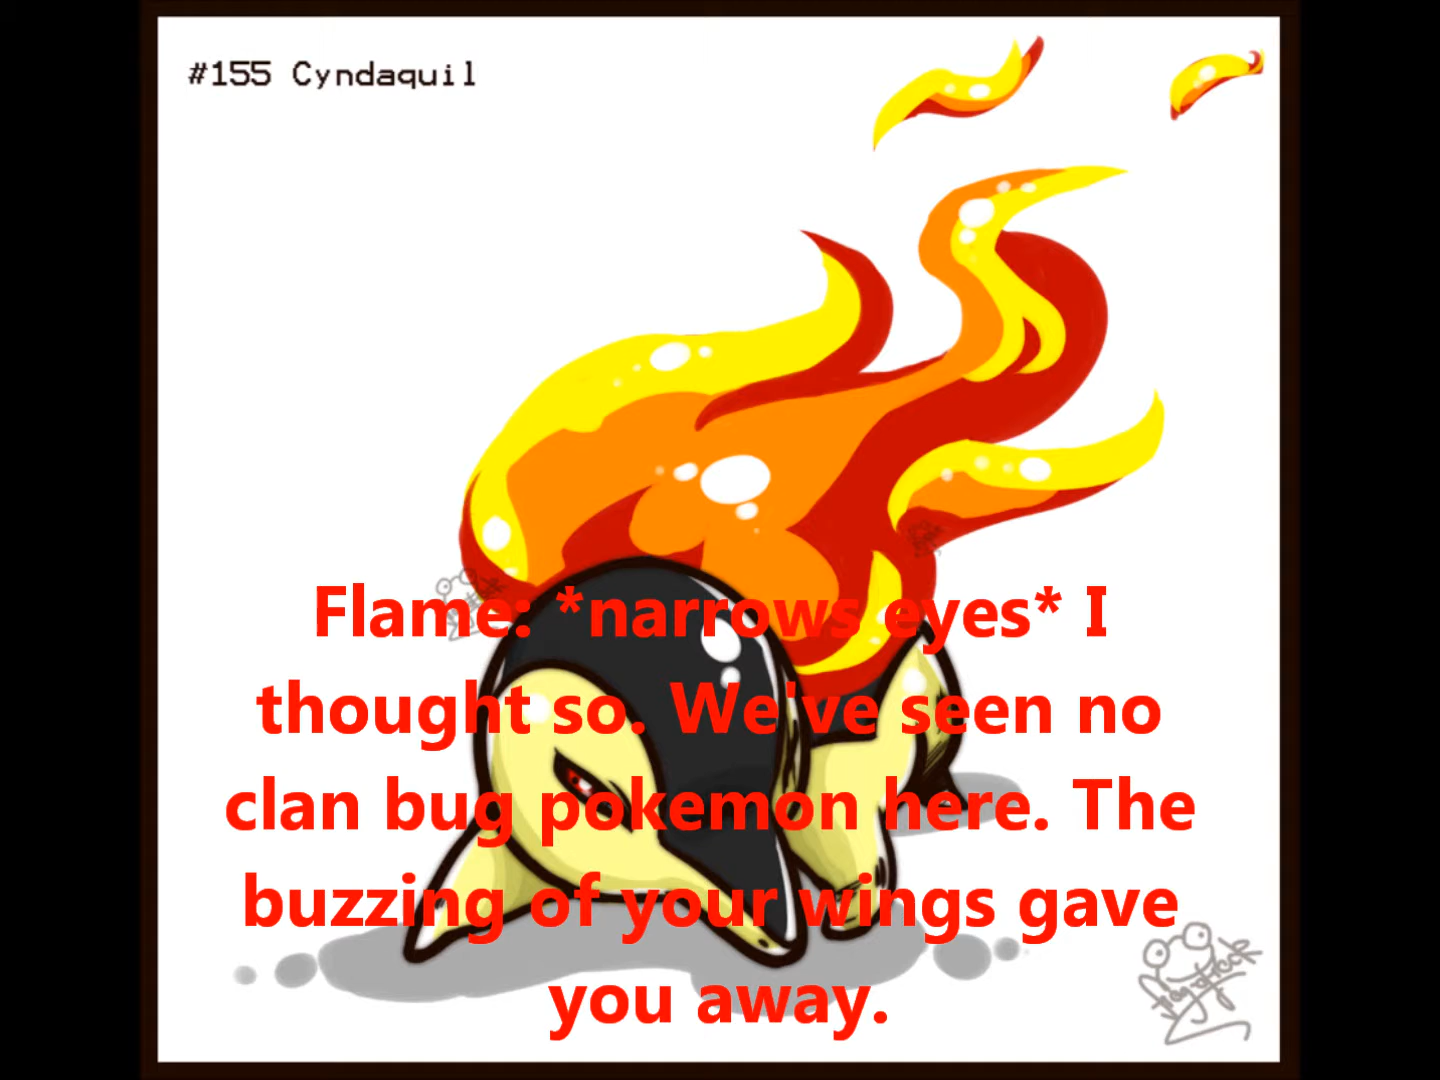 #155 Cyndaquil
Flame: *narrows eyes* I
thought so. We've seen no
clan bug pokemon here. The
buzzing of your wings gave
you away.